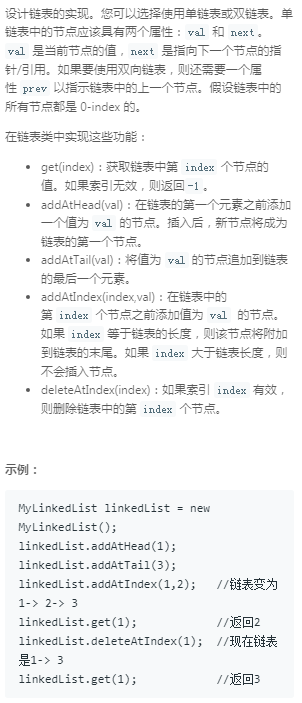 设计链表的实现。您可以选择使用单链表或双链表。单
链表中的节点应该具有两个属性：val 和 next。
val 是当前节点的值，next 是指向下一个节点的指
针/引用。如果要使用双向链表，则还需要一个属
性 prev 以指示链表中的上一个节点。假设链表中的
所有节点都是 0-index 的。
在链表类中实现这些功能：
• get(index)：获取链表中第 index 个节点的
值。如果索引无效，则返回-1。
• addAtHead(val)：在链表的第一个元素之前添加
一个值为 val 的节点。插入后，新节点将成为
链表的第一个节点。
• addAtTail(val)：将值为 val 的节点追加到链表
的最后一个元素。
• addAtIndex(index,val)：在链表中的
第 index 个节点之前添加值为 val 的节点。
如果 index 等于链表的长度，则该节点将附加
到链表的末尾。如果 index 大于链表长度，则
不会插入节点。
• deleteAtIndex(index)：如果索引 index 有效，
则删除链表中的第 index 个节点。
示例：
MyLinkedList linkedList = new
MyLinkedList();
linkedList.addAtHead(1);
linkedList.addAtTail(3);
linkedList.addAtIndex(1,2); //链表变为
1-> 2-> 3
linkedList.get(1); //返回2
linkedList.deleteAtIndex(1); //现在链表
是1-> 3
linkedList.get(1); //返回3